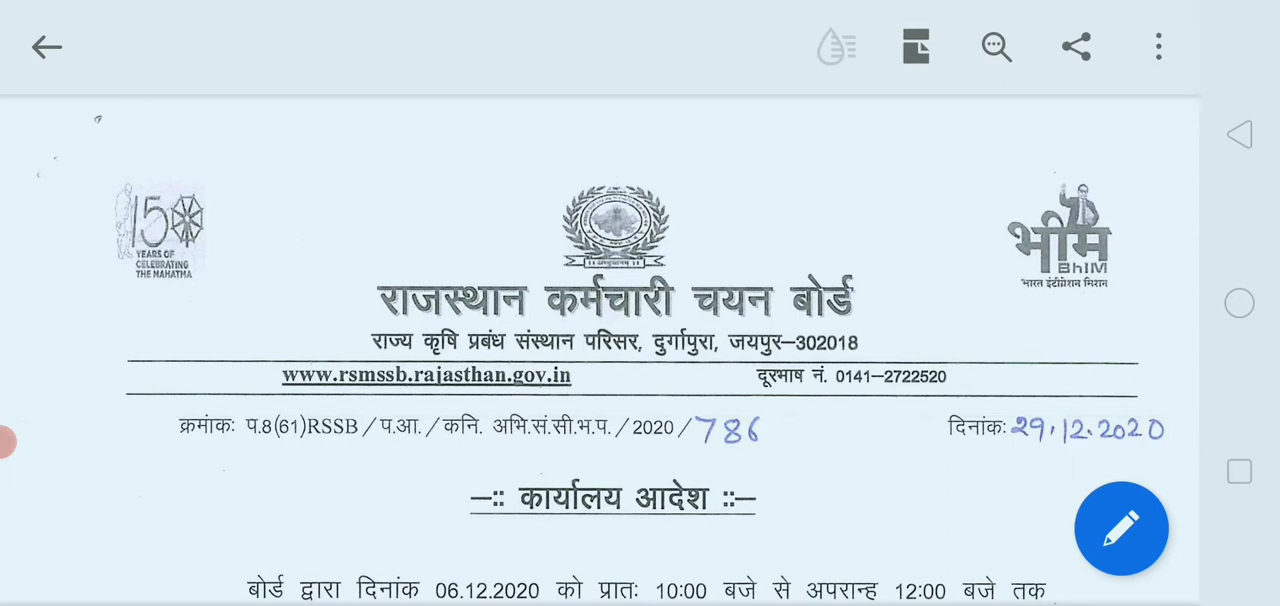 150
YEARS OF
CELEBRATING
THE MAHATMA
भीम
BhIM
भारत इंटीग्रेशन मिशन
राजस्थान कर्मचारी चयन बोर्ड
राज्य कृषि प्रबंध संस्थान परिसर, दुर्गापुरा, जयपुर–302018
www.rsmssb.rajasthan.gov.in दूरभाष नं. 0141–2722520
क्रमांकः प.8(61)RSSB/प.आ./कनि. अभि.सं.सी.भ.प./2020/786 दिनांकः 29.12.2020
–:: कार्यालय आदेश ::–
बोर्ड द्वारा दिनांक 06.12.2020 को प्रातः 10:00 बजे से अपरान्ह 12:00 बजे तक